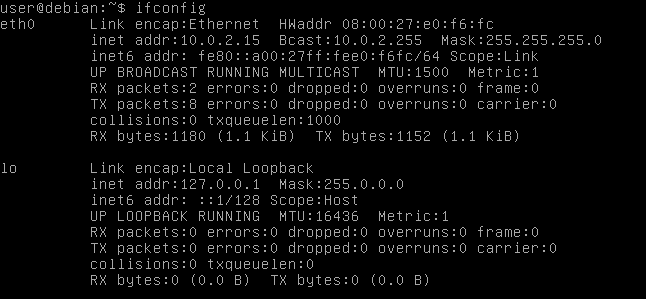 user@debian:~$ ifconfig
eth0 Link encap:Ethernet HWaddr 08:00:27:e0:f6:fc
inet addr:10.0.2.15 Bcast:10.0.2.255 Mask:255.255.255.0
inet6 addr: fe80::a00:27ff:fee0:f6fc/64 Scope:Link
UP BROADCAST RUNNING MULTICAST MTU:1500 Metric:1
RX packets:2 errors:0 dropped:0 overruns:0 frame:0
TX packets:8 errors:0 dropped:0 overruns:0 carrier:0
collisions:0 txqueuelen:1000
RX bytes:1180 (1.1 KiB) TX bytes:1152 (1.1 KiB)
lo Link encap:Local Loopback
inet addr:127.0.0.1 Mask:255.0.0.0
inet6 addr: ::1/128 Scope:Host
UP LOOPBACK RUNNING MTU:16436 Metric:1
RX packets:0 errors:0 dropped:0 overruns:0 frame:0
TX packets:0 errors:0 dropped:0 overruns:0 carrier:0
collisions:0 txqueuelen:0
RX bytes:0 (0.0 B) TX bytes:0 (0.0 B)